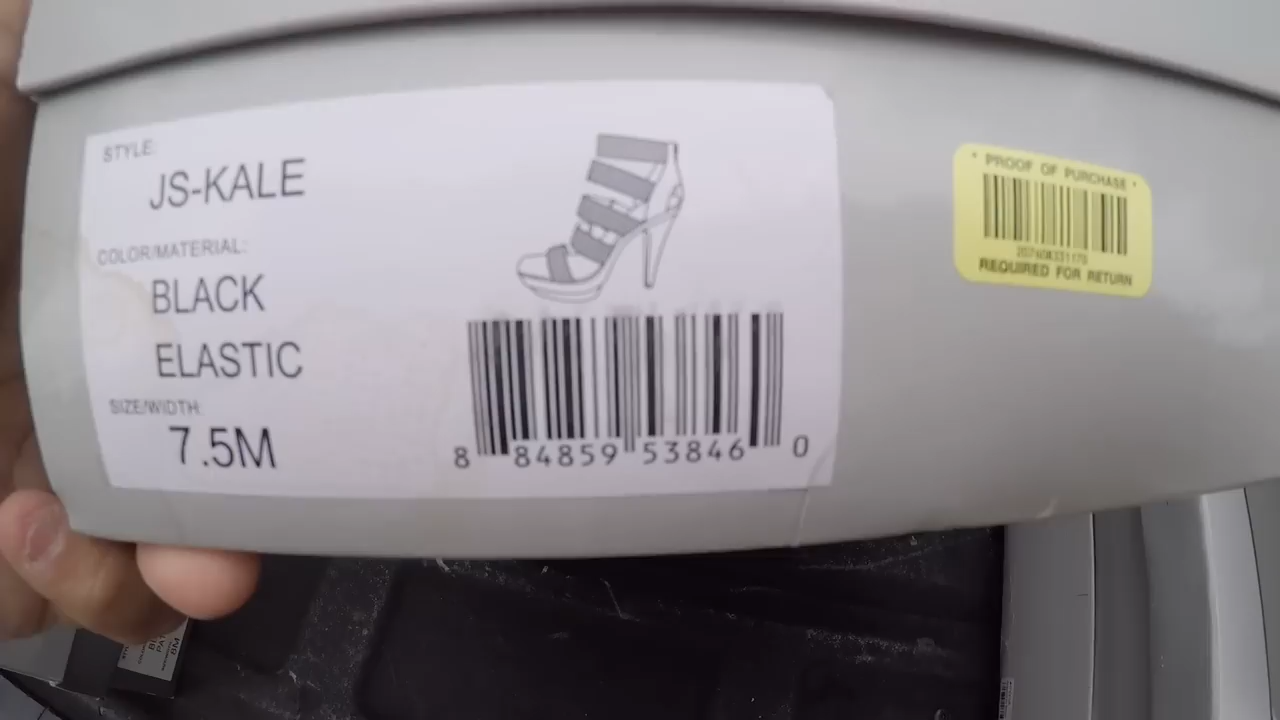 STYLE:
JS-KALE
COLOR/MATERIAL:
BLACK
ELASTIC
SIZE/WIDTH:
7.5M
8 84859 53846 0
* PROOF OF PURCHASE *
REQUIRED FOR RETURN
8M